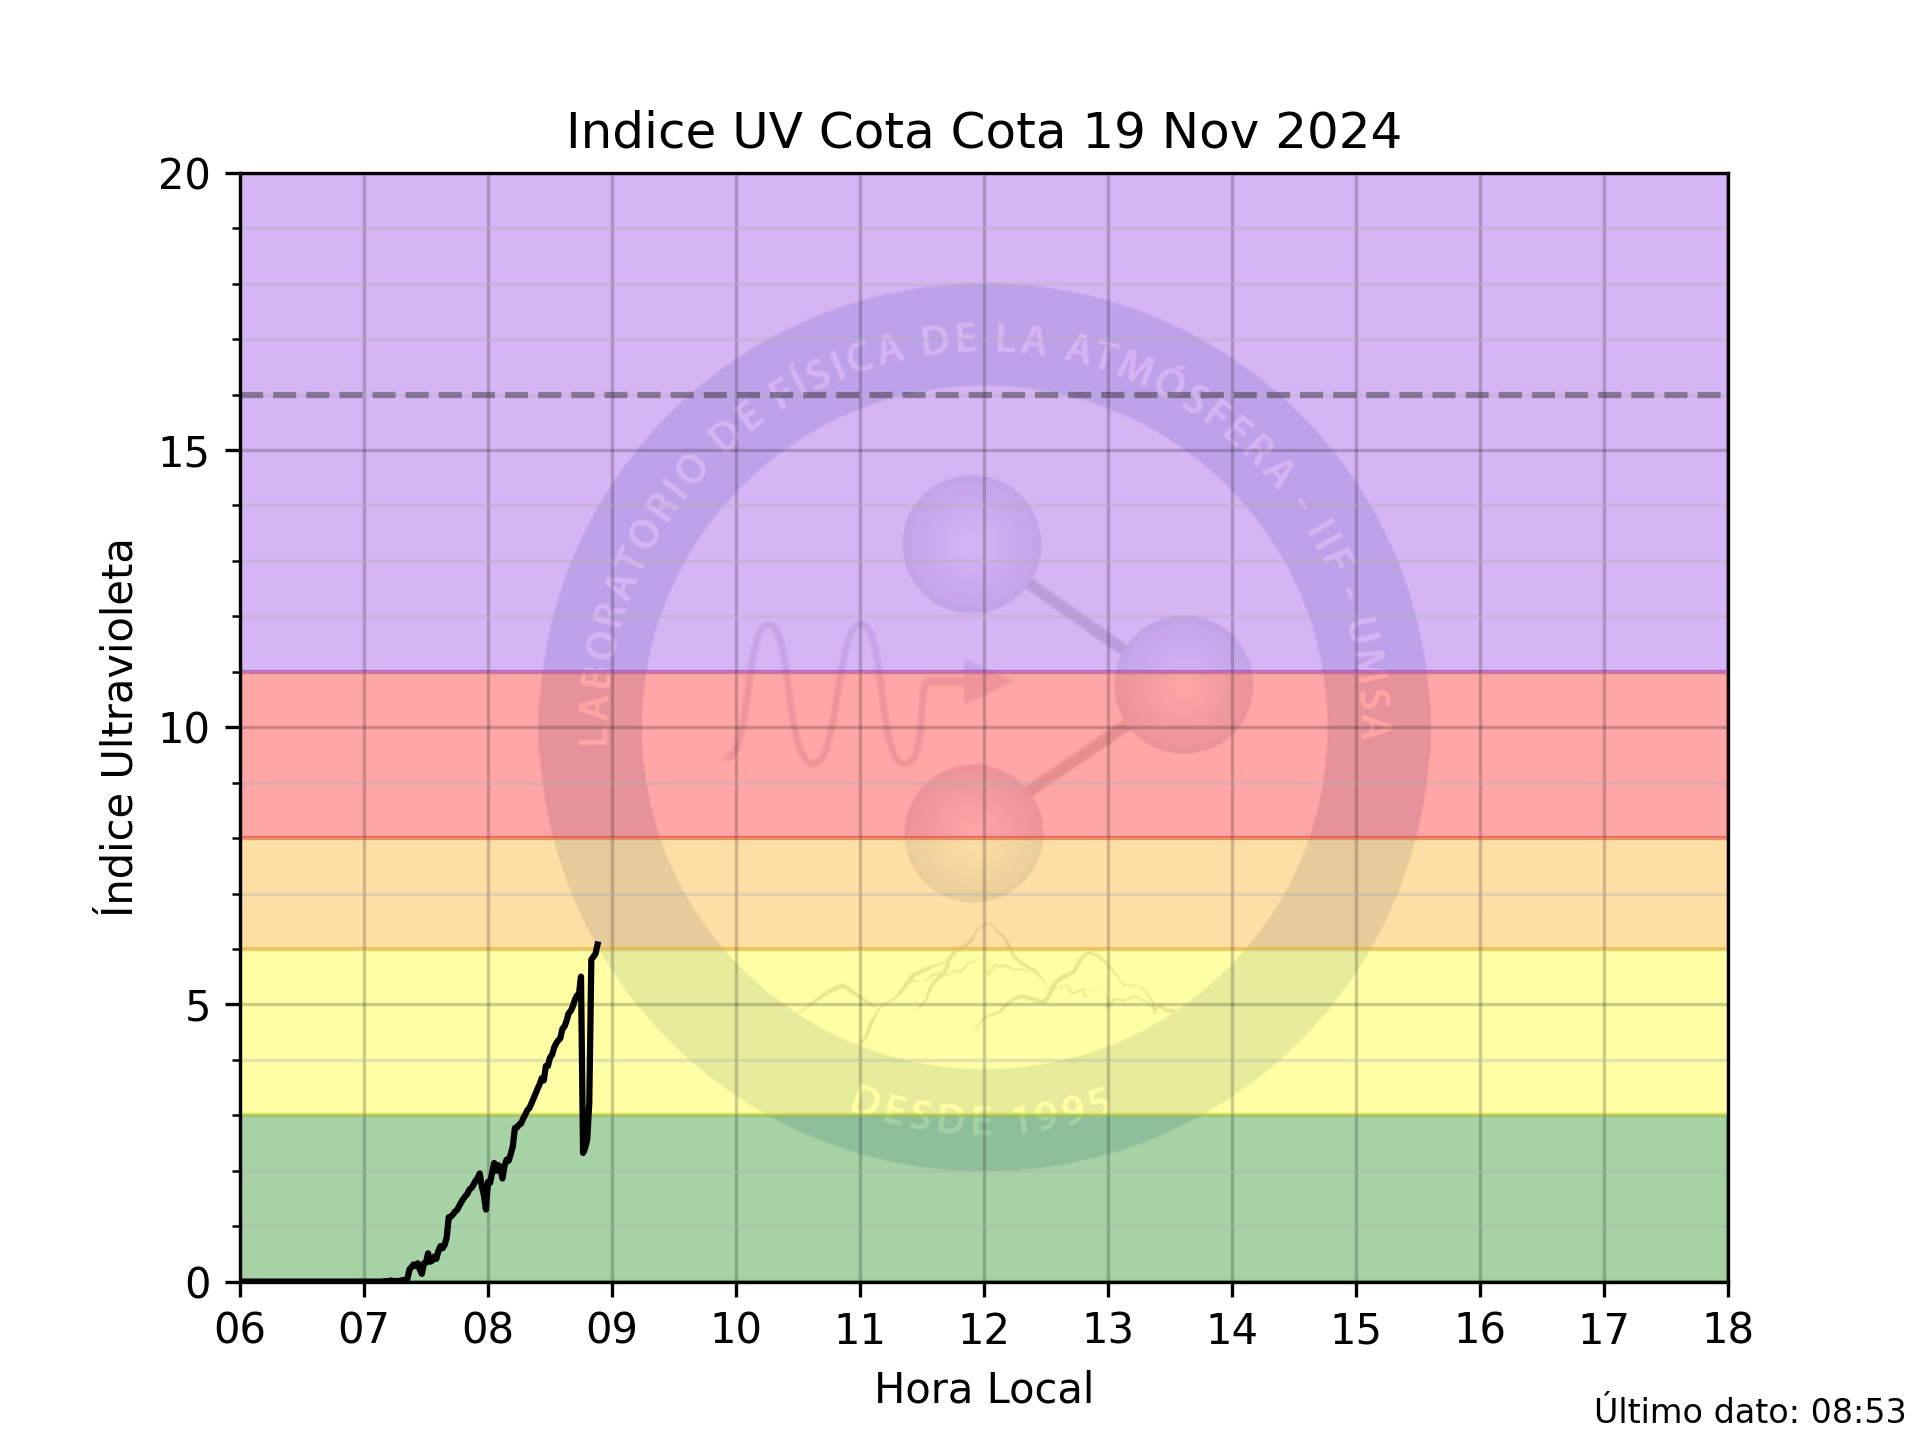 Indice UV Cota Cota 19 Nov 2024
20
15
10
5
0
Índice Ultravioleta
LABORATORIO DE FÍSICA DE LA ATMÓSFERA - IIF - UMSA
DESDE 1995
06 07 08 09 10 11 12 13 14 15 16 17 18
Hora Local
Último dato: 08:53